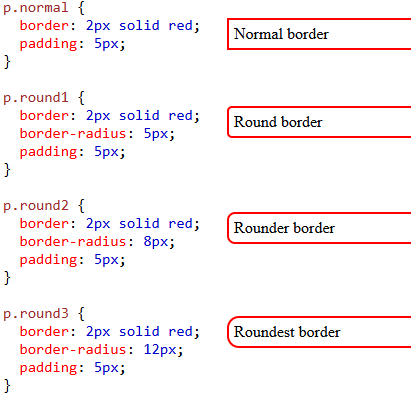 p.normal {
  border: 2px solid red;
  padding: 5px;
}
Normal border
p.round1 {
  border: 2px solid red;
  border-radius: 5px;
  padding: 5px;
}
Round border
p.round2 {
  border: 2px solid red;
  border-radius: 8px;
  padding: 5px;
}
Rounder border
p.round3 {
  border: 2px solid red;
  border-radius: 12px;
  padding: 5px;
}
Roundest border